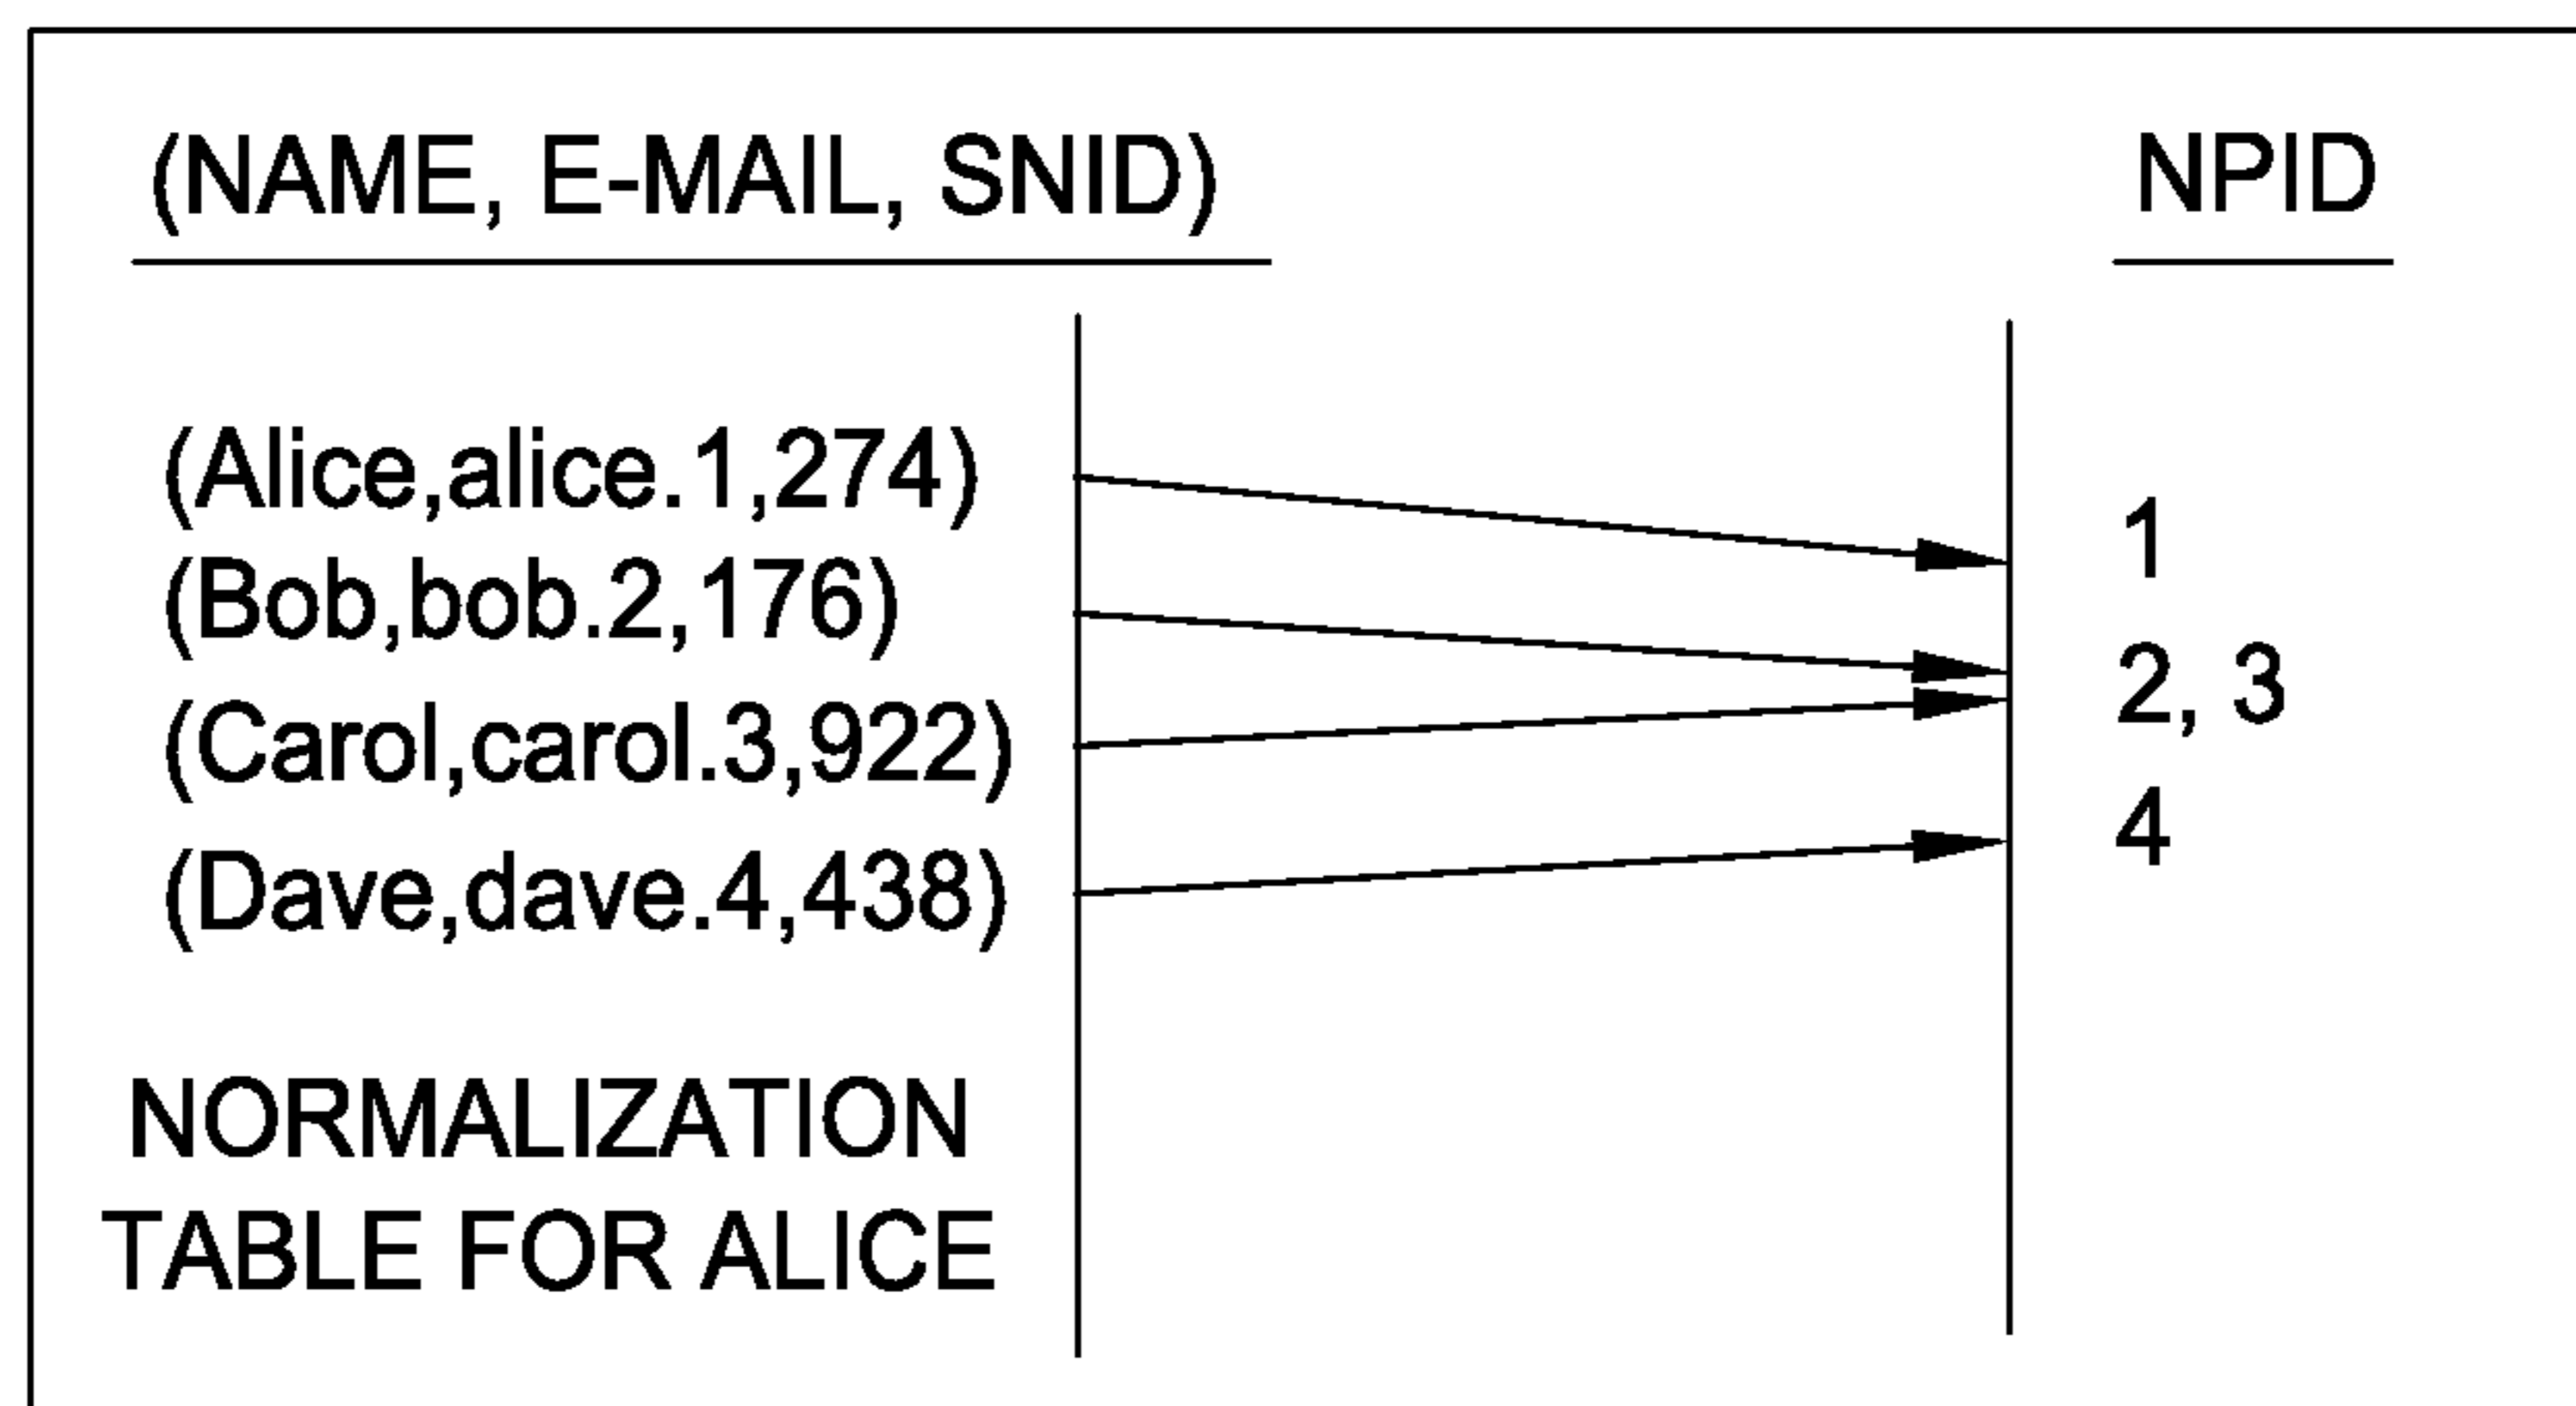 (NAME, E-MAIL, SNID) NPID
(Alice,alice.1,274) 1
(Bob,bob.2,176)
2, 3
(Carol,carol.3,922)
(Dave,dave.4,438) 4
NORMALIZATION
TABLE FOR ALICE